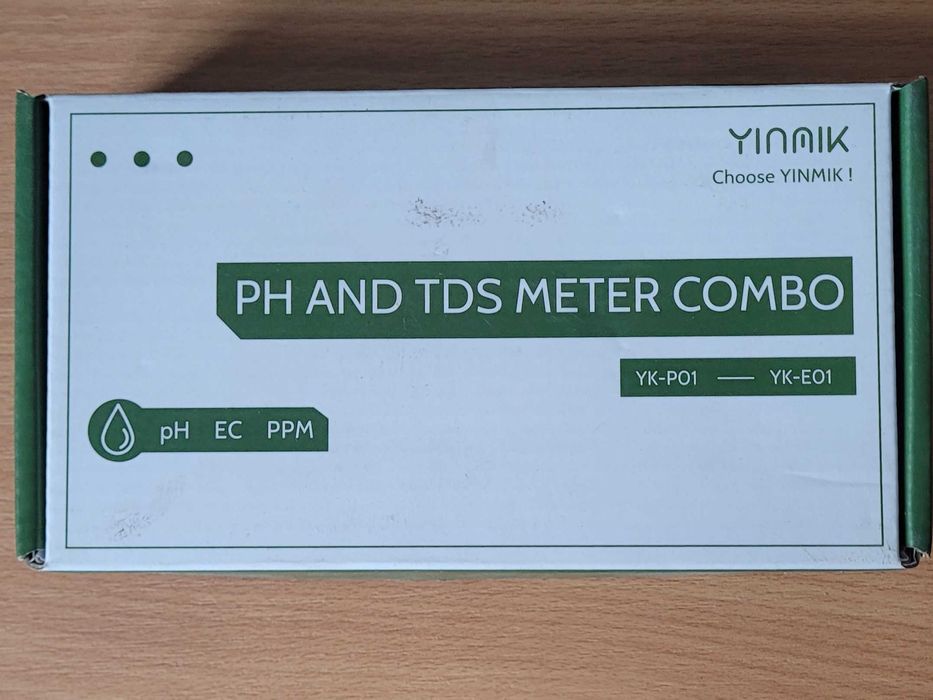 YINMIK
Choose YINMIK !
PH AND TDS METER COMBO
YK-P01 — YK-E01
pH EC PPM